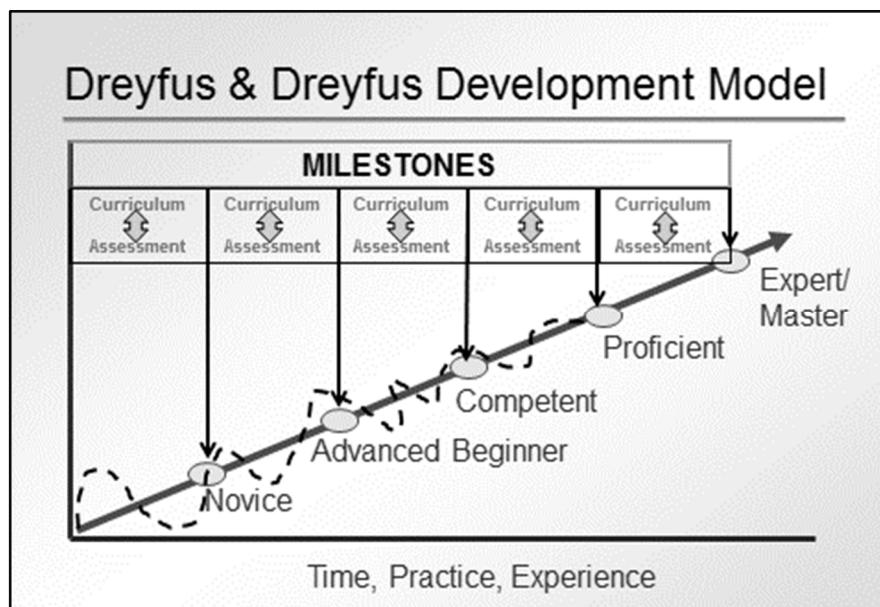 Dreyfus & Dreyfus Development Model
MILESTONES
Curriculum Curriculum Curriculum Curriculum Curriculum
Assessment Assessment Assessment Assessment Assessment
Expert/
Master
Proficient
Competent
Advanced Beginner
Novice
Time, Practice, Experience